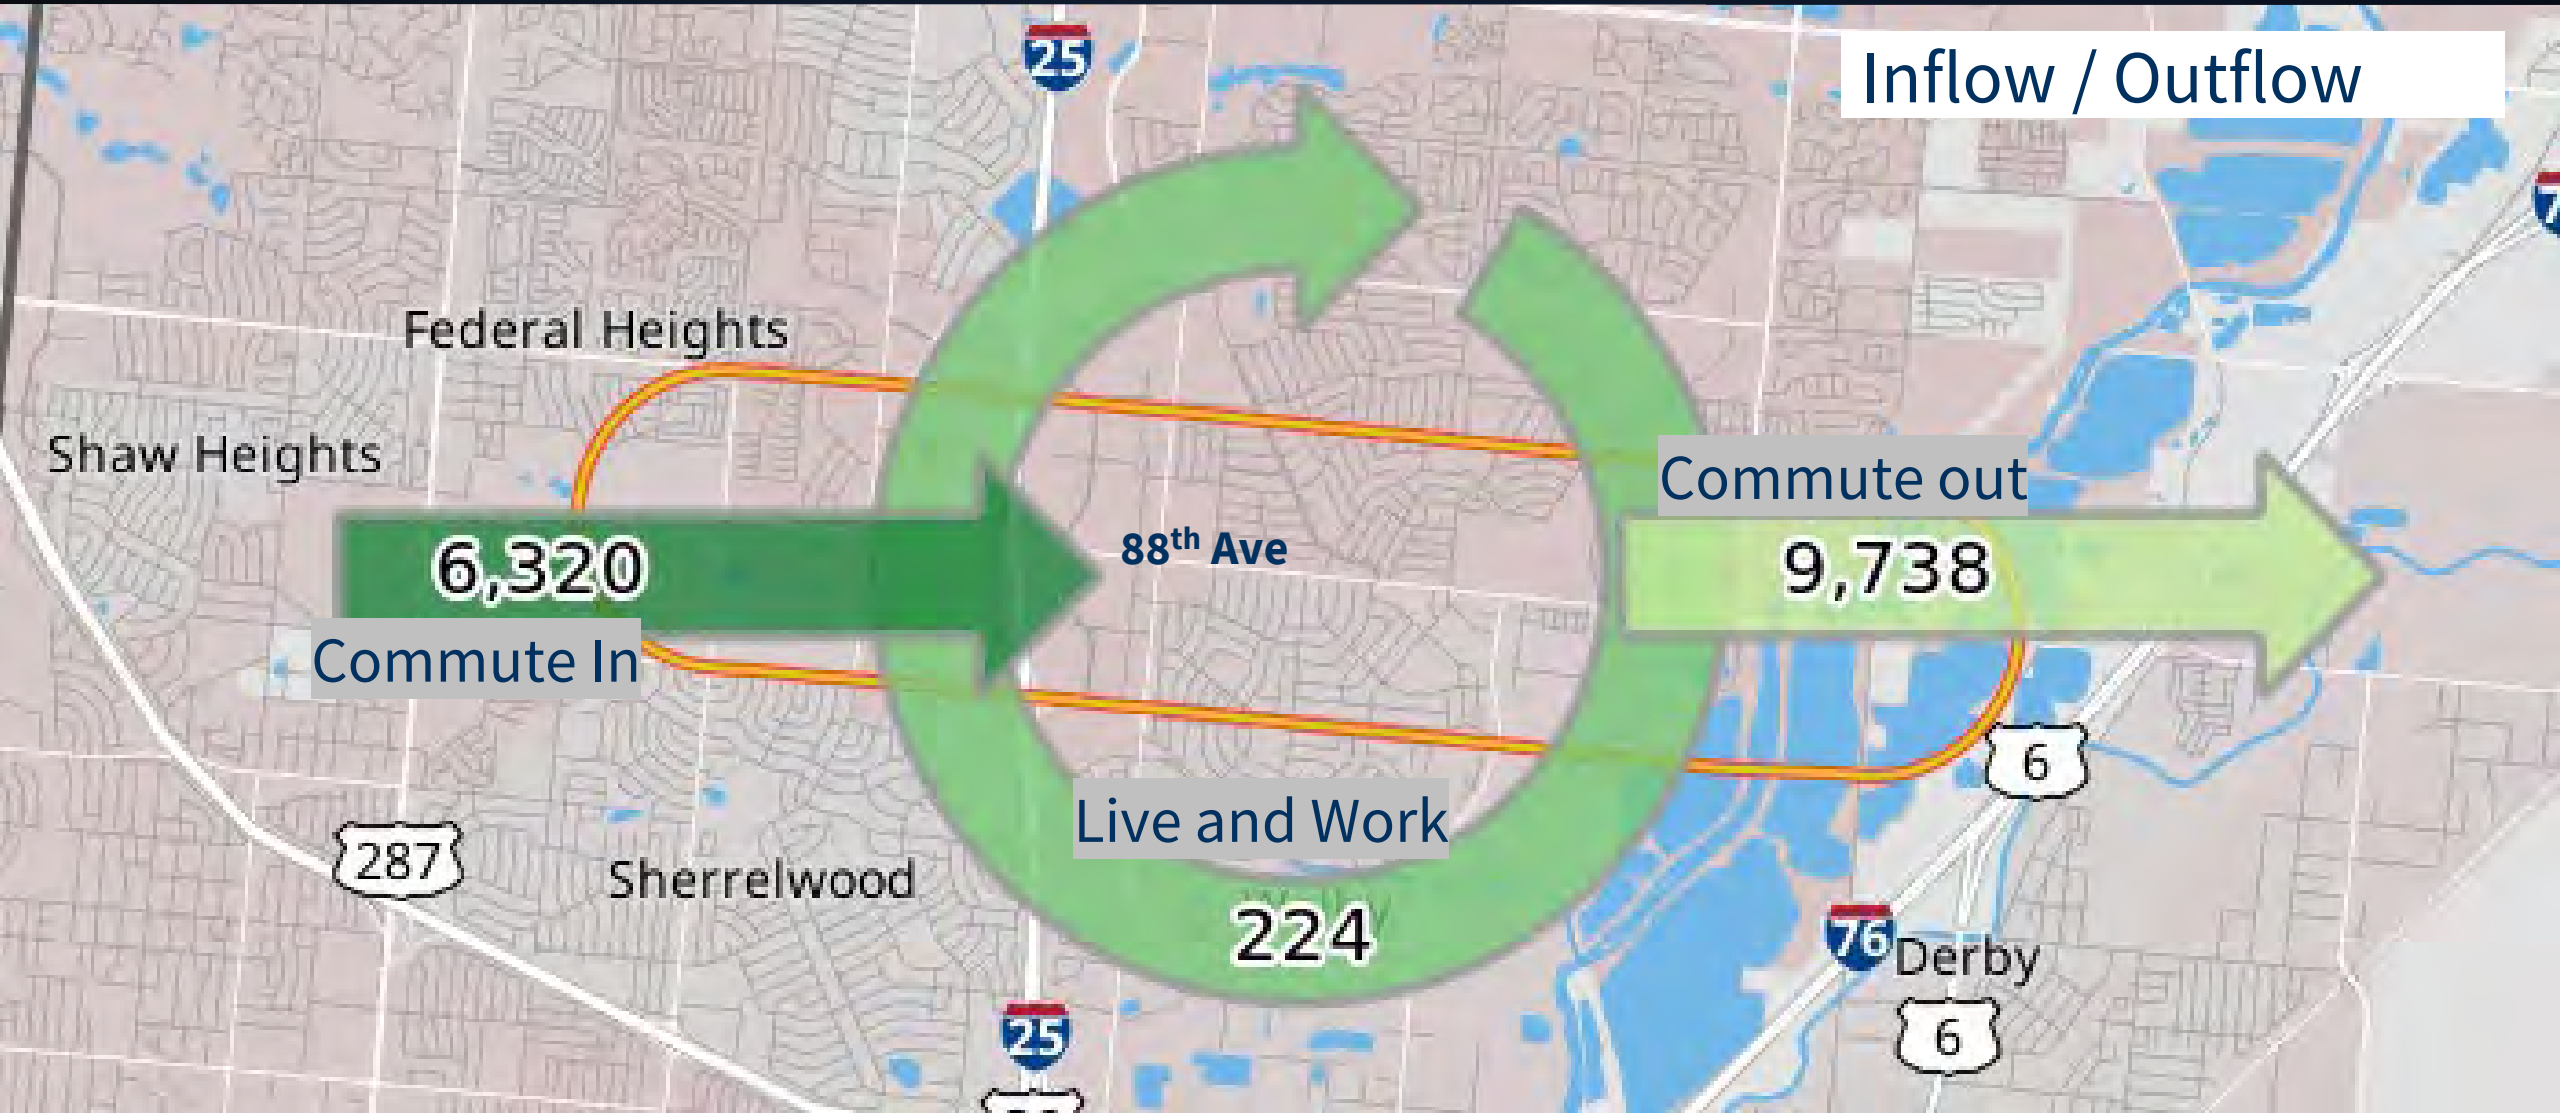 25
Inflow / Outflow
Federal Heights
Shaw Heights
Commute out
88th Ave
6,320
9,738
Commute In
6
Live and Work
287
Sherrelwood
224
76
Derby
25
6